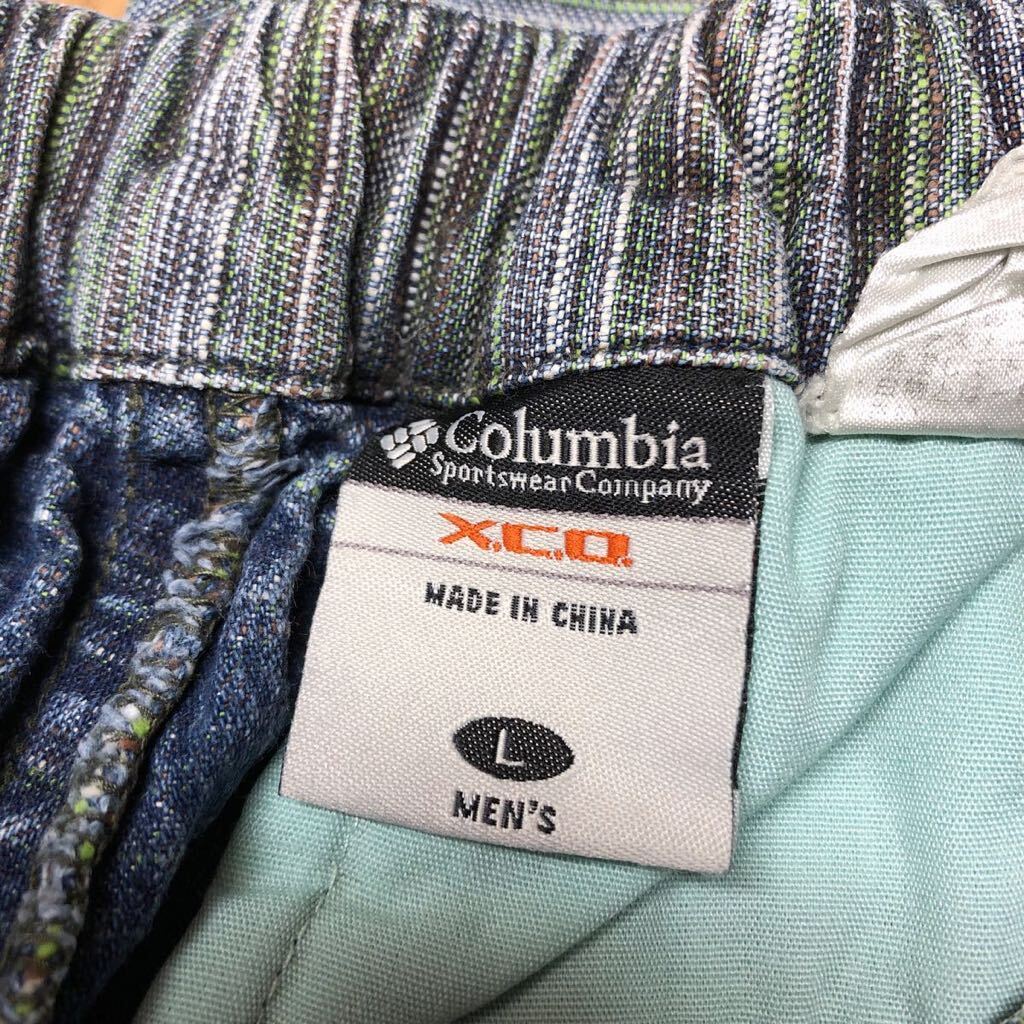 Columbia
Sportswear Company
X.C.O.
MADE IN CHINA
L
MEN'S